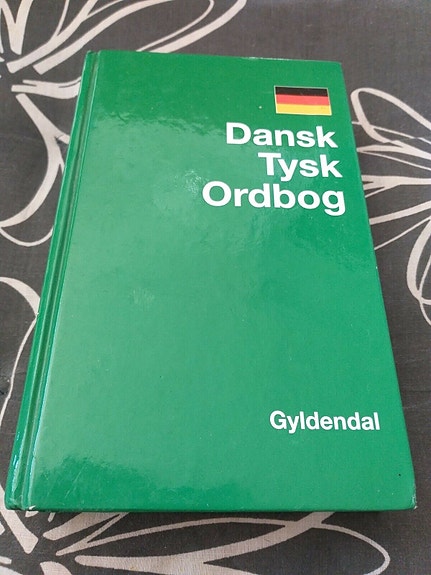 Dansk
Tysk
Ordbog
Gyldendal